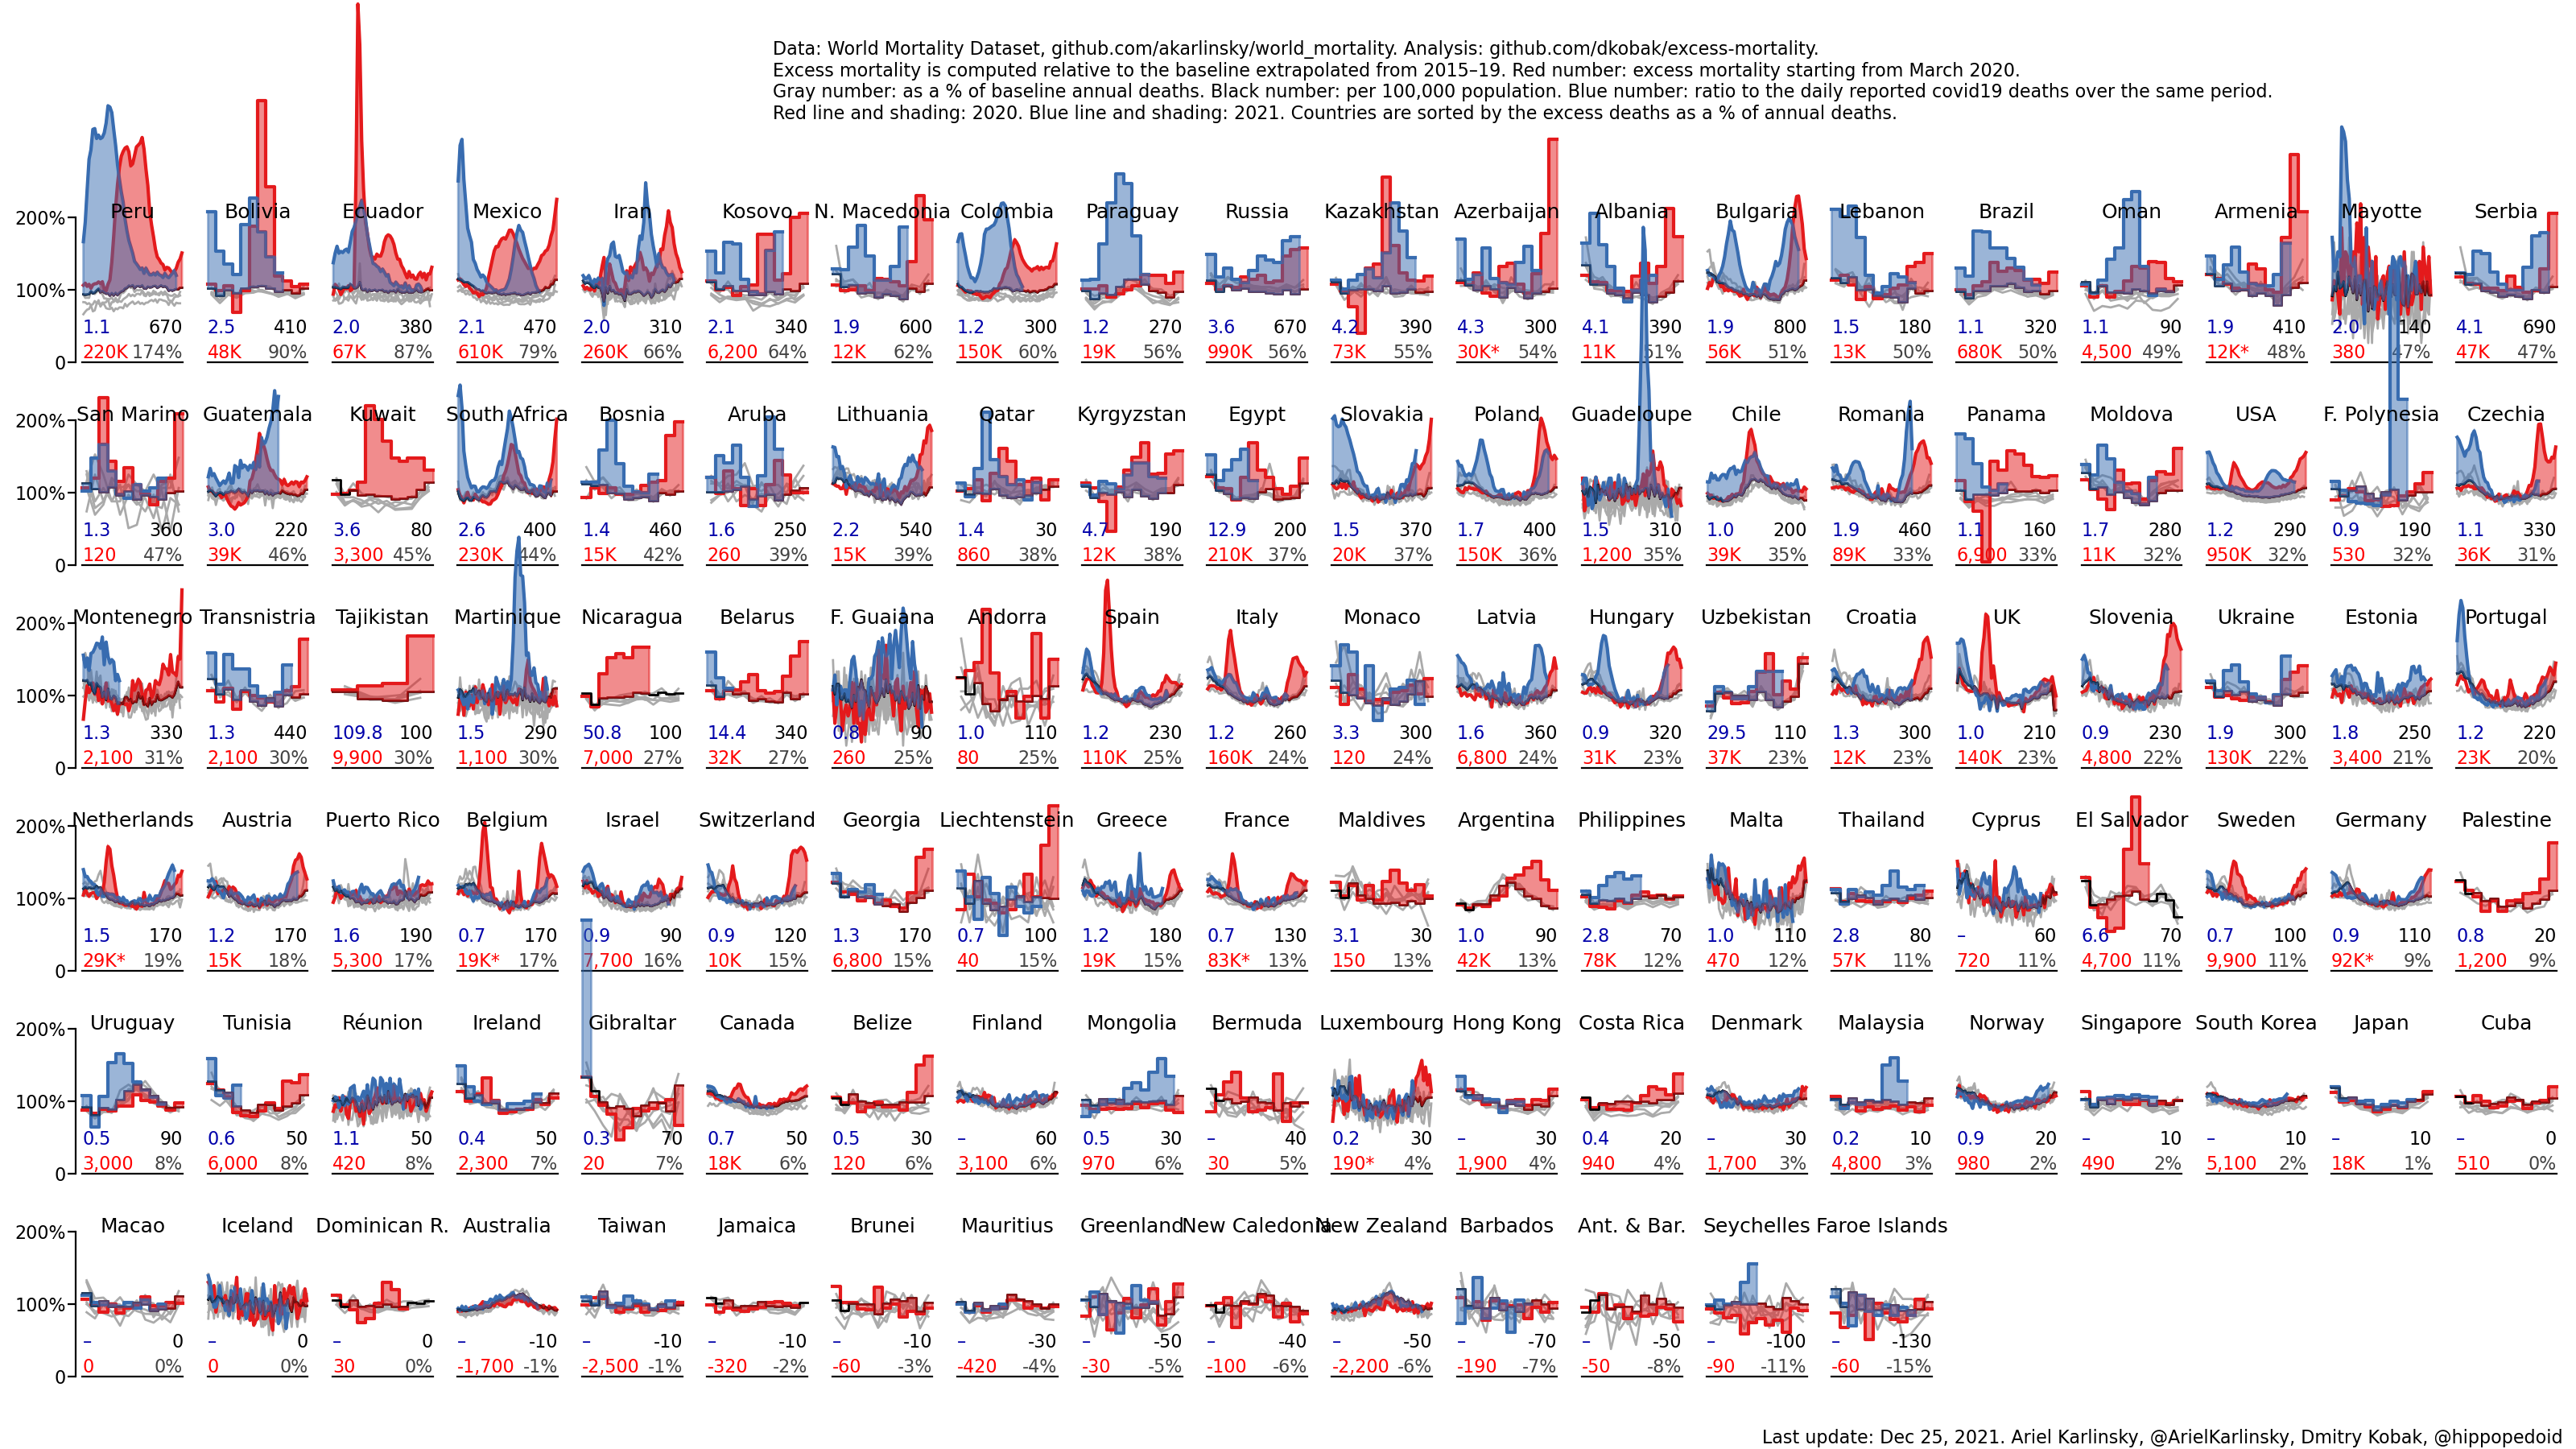 Data: World Mortality Dataset, github.com/akarlinsky/world_mortality. Analysis: github.com/dkobak/excess-mortality.
Excess mortality is computed relative to the baseline extrapolated from 2015–19. Red number: excess mortality starting from March 2020.
Gray number: as a % of baseline annual deaths. Black number: per 100,000 population. Blue number: ratio to the daily reported covid19 deaths over the same period.
Red line and shading: 2020. Blue line and shading: 2021. Countries are sorted by the excess deaths as a % of annual deaths.
200% Peru Bolivia Ecuador Mexico Iran Kosovo N. Macedonia Colombia Paraguay Russia Kazakhstan Azerbaijan Albania Bulgaria Lebanon Brazil Oman Armenia Mayotte Serbia
100%
1.1 670 2.5 410 2.0 380 2.1 470 2.0 310 2.1 340 1.9 600 1.2 300 1.2 270 3.6 670 4.2 390 4.3 300 4.1 390 1.9 800 1.5 180 1.1 320 1.1 90 1.9 410 2.0 140 4.1 690
0 220K 174% 48K 90% 67K 87% 610K 79% 260K 66% 6,200 64% 12K 62% 150K 60% 19K 56% 990K 56% 73K 55% 30K* 54% 11K 51% 56K 51% 13K 50% 680K 50% 4,500 49% 12K* 48% 380 47% 47K 47%
200% San Marino Guatemala Kuwait South Africa Bosnia Aruba Lithuania Qatar Kyrgyzstan Egypt Slovakia Poland Guadeloupe Chile Romania Panama Moldova USA F. Polynesia Czechia
100%
1.3 360 3.0 220 3.6 80 2.6 400 1.4 460 1.6 250 2.2 540 1.4 30 4.7 190 12.9 200 1.5 370 1.7 400 1.5 310 1.0 200 1.9 460 1.1 160 1.7 280 1.2 290 0.9 190 1.1 330
0 120 47% 39K 46% 3,300 45% 230K 44% 15K 42% 260 39% 15K 39% 860 38% 12K 38% 210K 37% 20K 37% 150K 36% 1,200 35% 39K 35% 89K 33% 6,900 33% 11K 32% 950K 32% 530 32% 36K 31%
200% Montenegro Transnistria Tajikistan Martinique Nicaragua Belarus F. Guaiana Andorra Spain Italy Monaco Latvia Hungary Uzbekistan Croatia UK Slovenia Ukraine Estonia Portugal
100%
1.3 330 1.3 440 109.8 100 1.5 290 50.8 100 14.4 340 0.8 90 1.0 110 1.2 230 1.2 260 3.3 300 1.6 360 0.9 320 29.5 110 1.3 300 1.0 210 0.9 230 1.9 300 1.8 250 1.2 220
0 2,100 31% 2,100 30% 9,900 30% 1,100 30% 7,000 27% 32K 27% 260 25% 80 25% 110K 25% 160K 24% 120 24% 6,800 24% 31K 23% 37K 23% 12K 23% 140K 23% 4,800 22% 130K 22% 3,400 21% 23K 20%
200% Netherlands Austria Puerto Rico Belgium Israel Switzerland Georgia Liechtenstein Greece France Maldives Argentina Philippines Malta Thailand Cyprus El Salvador Sweden Germany Palestine
100%
1.5 170 1.2 170 1.6 190 0.7 170 0.9 90 0.9 120 1.3 170 0.7 100 1.2 180 0.7 130 3.1 30 1.0 90 2.8 70 1.0 110 2.8 80 – 60 6.6 70 0.7 100 0.9 110 0.8 20
0 29K* 19% 15K 18% 5,300 17% 19K* 17% 7,700 16% 10K 15% 6,800 15% 40 15% 19K 15% 83K* 13% 150 13% 42K 13% 78K 12% 470 12% 57K 11% 720 11% 4,700 11% 9,900 11% 92K* 9% 1,200 9%
200% Uruguay Tunisia Réunion Ireland Gibraltar Canada Belize Finland Mongolia Bermuda Luxembourg Hong Kong Costa Rica Denmark Malaysia Norway Singapore South Korea Japan Cuba
100%
0.5 90 0.6 50 1.1 50 0.4 50 0.3 70 0.7 50 0.5 30 – 60 0.5 30 – 40 0.2 30 – 30 0.4 20 – 30 0.2 10 0.9 20 – 10 – 10 – 10 – 0
0 3,000 8% 6,000 8% 420 8% 2,300 7% 20 7% 18K 6% 120 6% 3,100 6% 970 6% 30 5% 190* 4% 1,900 4% 940 4% 1,700 3% 4,800 3% 980 2% 490 2% 5,100 2% 18K 1% 510 0%
200% Macao Iceland Dominican R. Australia Taiwan Jamaica Brunei Mauritius Greenland New Caledonia New Zealand Barbados Ant. & Bar. Seychelles Faroe Islands
100%
– 0 – 0 – 0 – -10 – -10 – -10 – -10 – -30 – -50 – -40 – -50 – -70 – -50 – -100 – -130
0 0 0% 0 0% 30 0% -1,700 -1% -2,500 -1% -320 -2% -60 -3% -420 -4% -30 -5% -100 -6% -2,200 -6% -190 -7% -50 -8% -90 -11% -60 -15%
Last update: Dec 25, 2021. Ariel Karlinsky, @ArielKarlinsky, Dmitry Kobak, @hippopedoid